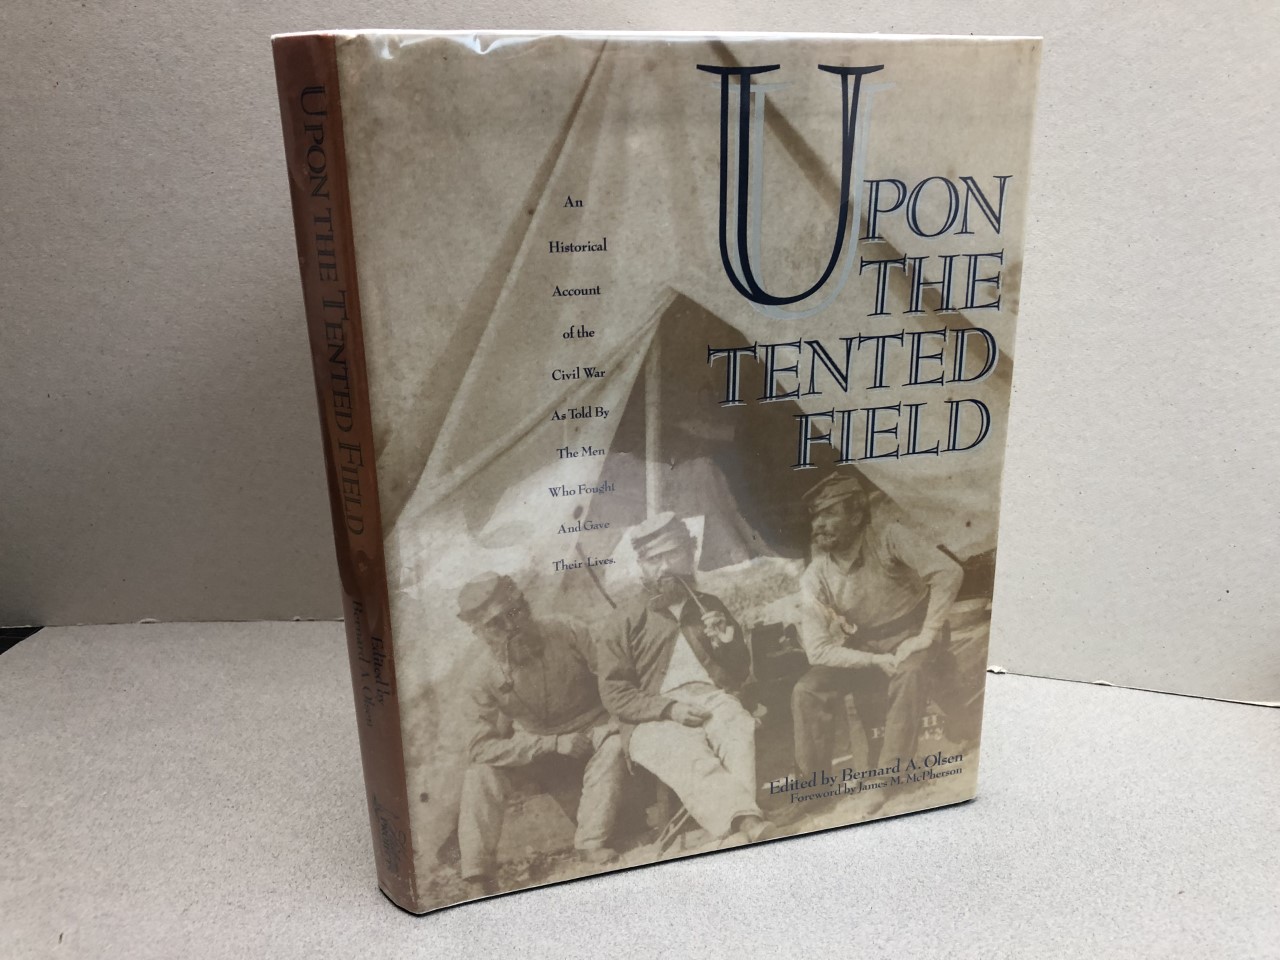 UPON THE TENTED FIELD
Edited by
Bernard A. Olsen
An
Historical
Account
of the
Civil War
As Told By
The Men
Who Fought
And Gave
Their Lives.
UPON
THE
TENTED
FIELD
Edited by Bernard A. Olsen
Foreword by James M. McPherson